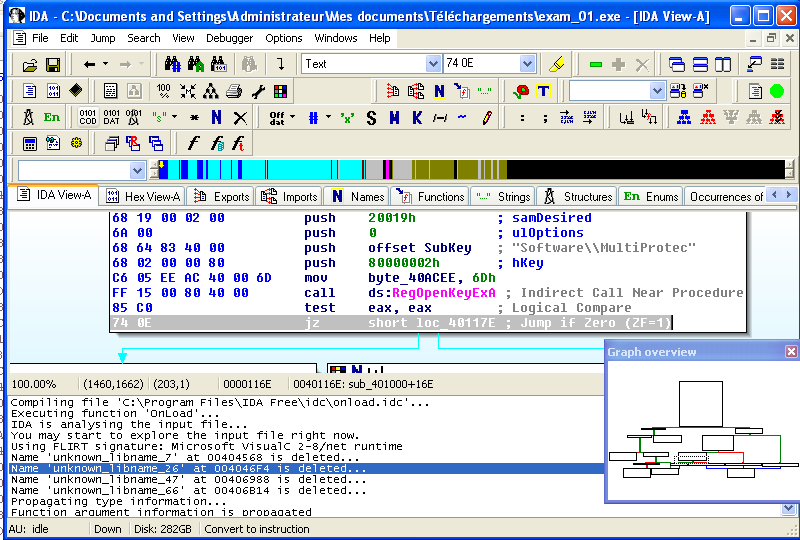 IDA - C:\Documents and Settings\Administrateur\Mes documents\Téléchargements\exam_01.exe - [IDA View-A]
File Edit Jump Search View Debugger Options Windows Help
Text 74 0E
100 %
En 0101 COD 0101 DAT "s" * N X Off dat # 'x' S M K ~ : ;
f f f
IDA View-A Hex View-A Exports Imports N Names Functions Strings Structures En Enums Occurrences of
68 19 00 02 00 push 20019h ; samDesired
6A 00 push 0 ; ulOptions
68 64 83 40 00 push offset SubKey ; "Software\\MultiProtec"
68 02 00 00 80 push 80000002h ; hKey
C6 05 EE AC 40 00 6D mov byte_40ACEE, 6Dh
FF 15 00 80 40 00 call ds:RegOpenKeyExA ; Indirect Call Near Procedure
85 C0 test eax, eax ; Logical Compare
74 0E jz short loc_40117E ; Jump if Zero (ZF=1)
Graph overview
100.00% (1460,1662) (203,1) 0000116E 0040116E: sub_401000+16E
Compiling file 'C:\Program Files\IDA Free\idc\onload.idc'...
Executing function 'OnLoad'...
IDA is analysing the input file...
You may start to explore the input file right now.
Using FLIRT signature: Microsoft VisualC 2-8/net runtime
Name 'unknown_libname_7' at 00404568 is deleted...
Name 'unknown_libname_26' at 004046F4 is deleted...
Name 'unknown_libname_47' at 00406988 is deleted...
Name 'unknown_libname_66' at 00406B14 is deleted...
Propagating type information...
Function argument information is propagated
AU: idle Down Disk: 282GB Convert to instruction